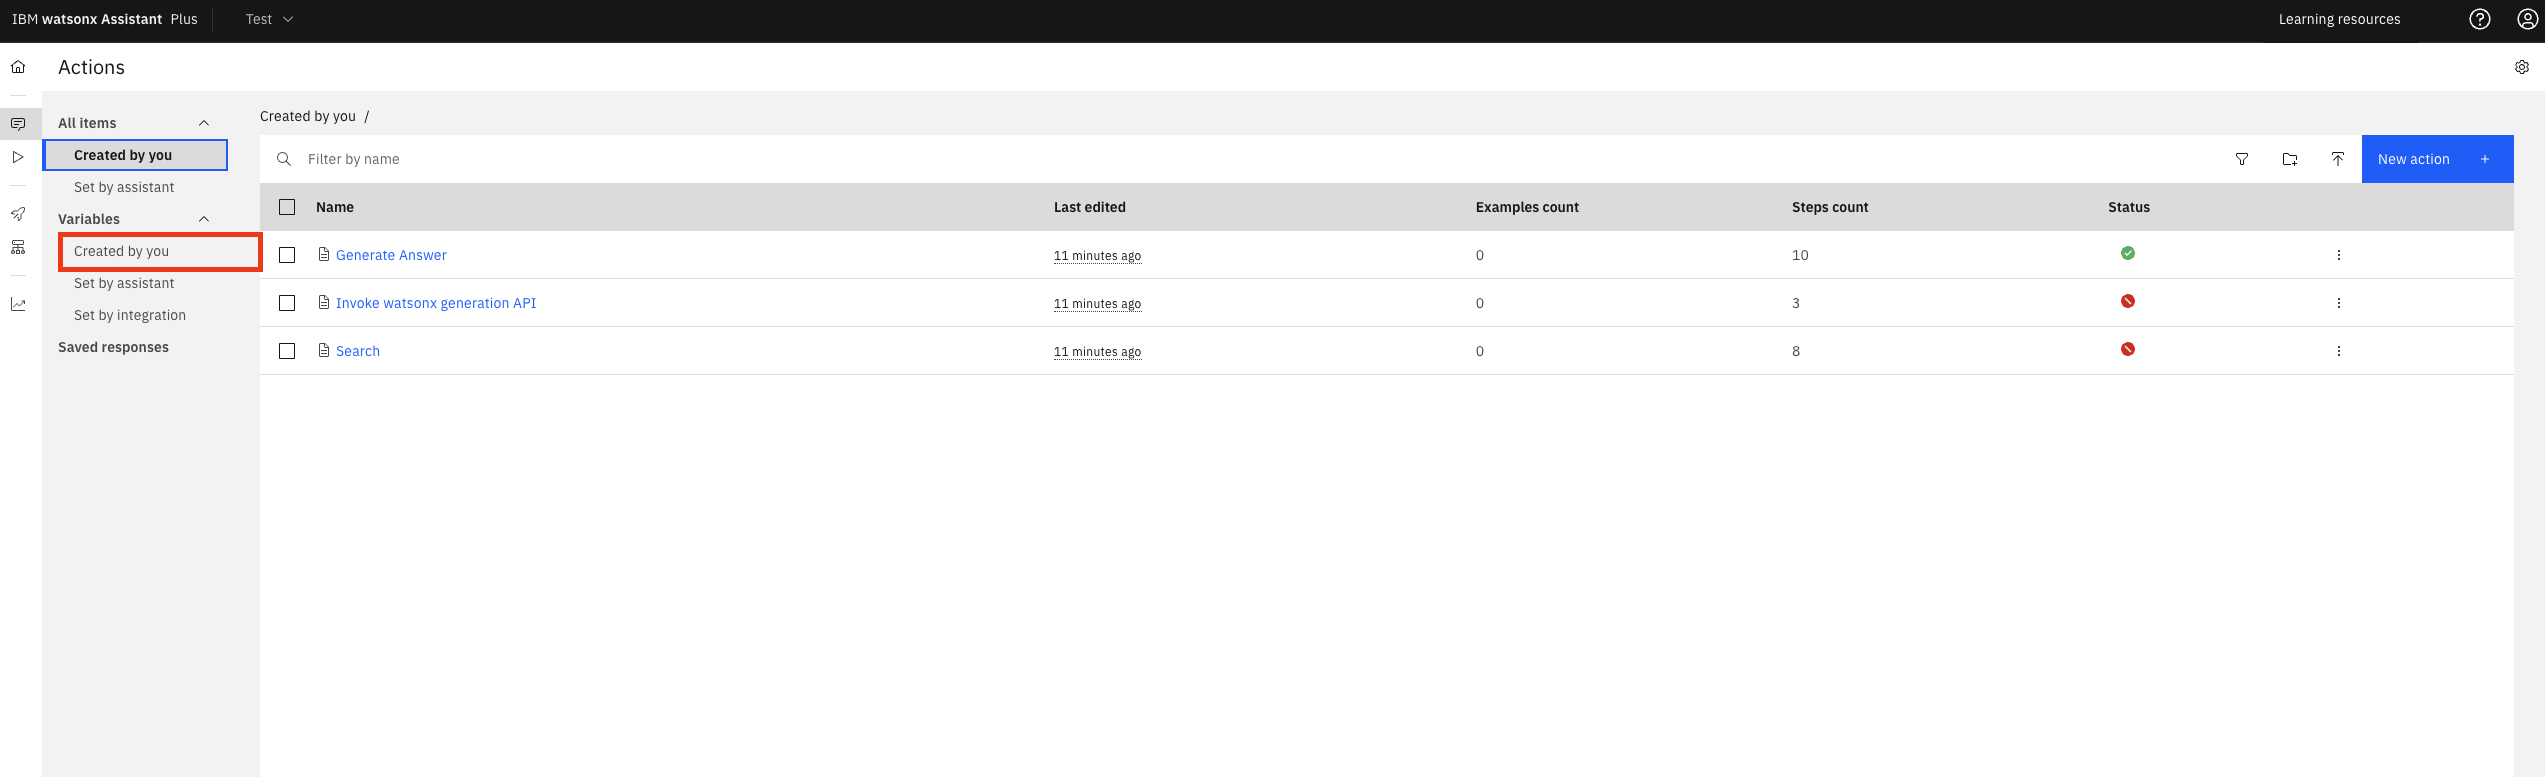 IBM watsonx Assistant Plus Test Learning resources
Actions
All items
Created by you
Set by assistant
Variables
Created by you
Set by assistant
Set by integration
Saved responses
Created by you /
Filter by name New action +
Name Last edited Examples count Steps count Status
Generate Answer 11 minutes ago 0 10
Invoke watsonx generation API 11 minutes ago 0 3
Search 11 minutes ago 0 8